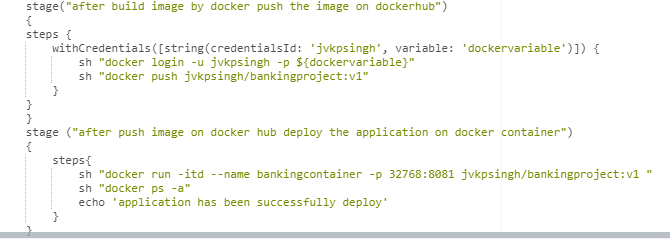 stage("after build image by docker push the image on dockerhub")
{
steps {
withCredentials([string(credentialsId: 'jvkpsingh', variable: 'dockervariable')]) {
sh "docker login -u jvkpsingh -p ${dockervariable}"
sh "docker push jvkpsingh/bankingproject:v1"
}
}
}
stage ("after push image on docker hub deploy the application on docker container")
{
steps{
sh "docker run -itd --name bankingcontainer -p 32768:8081 jvkpsingh/bankingproject:v1 "
sh "docker ps -a"
echo 'application has been successfully deploy'
}
}